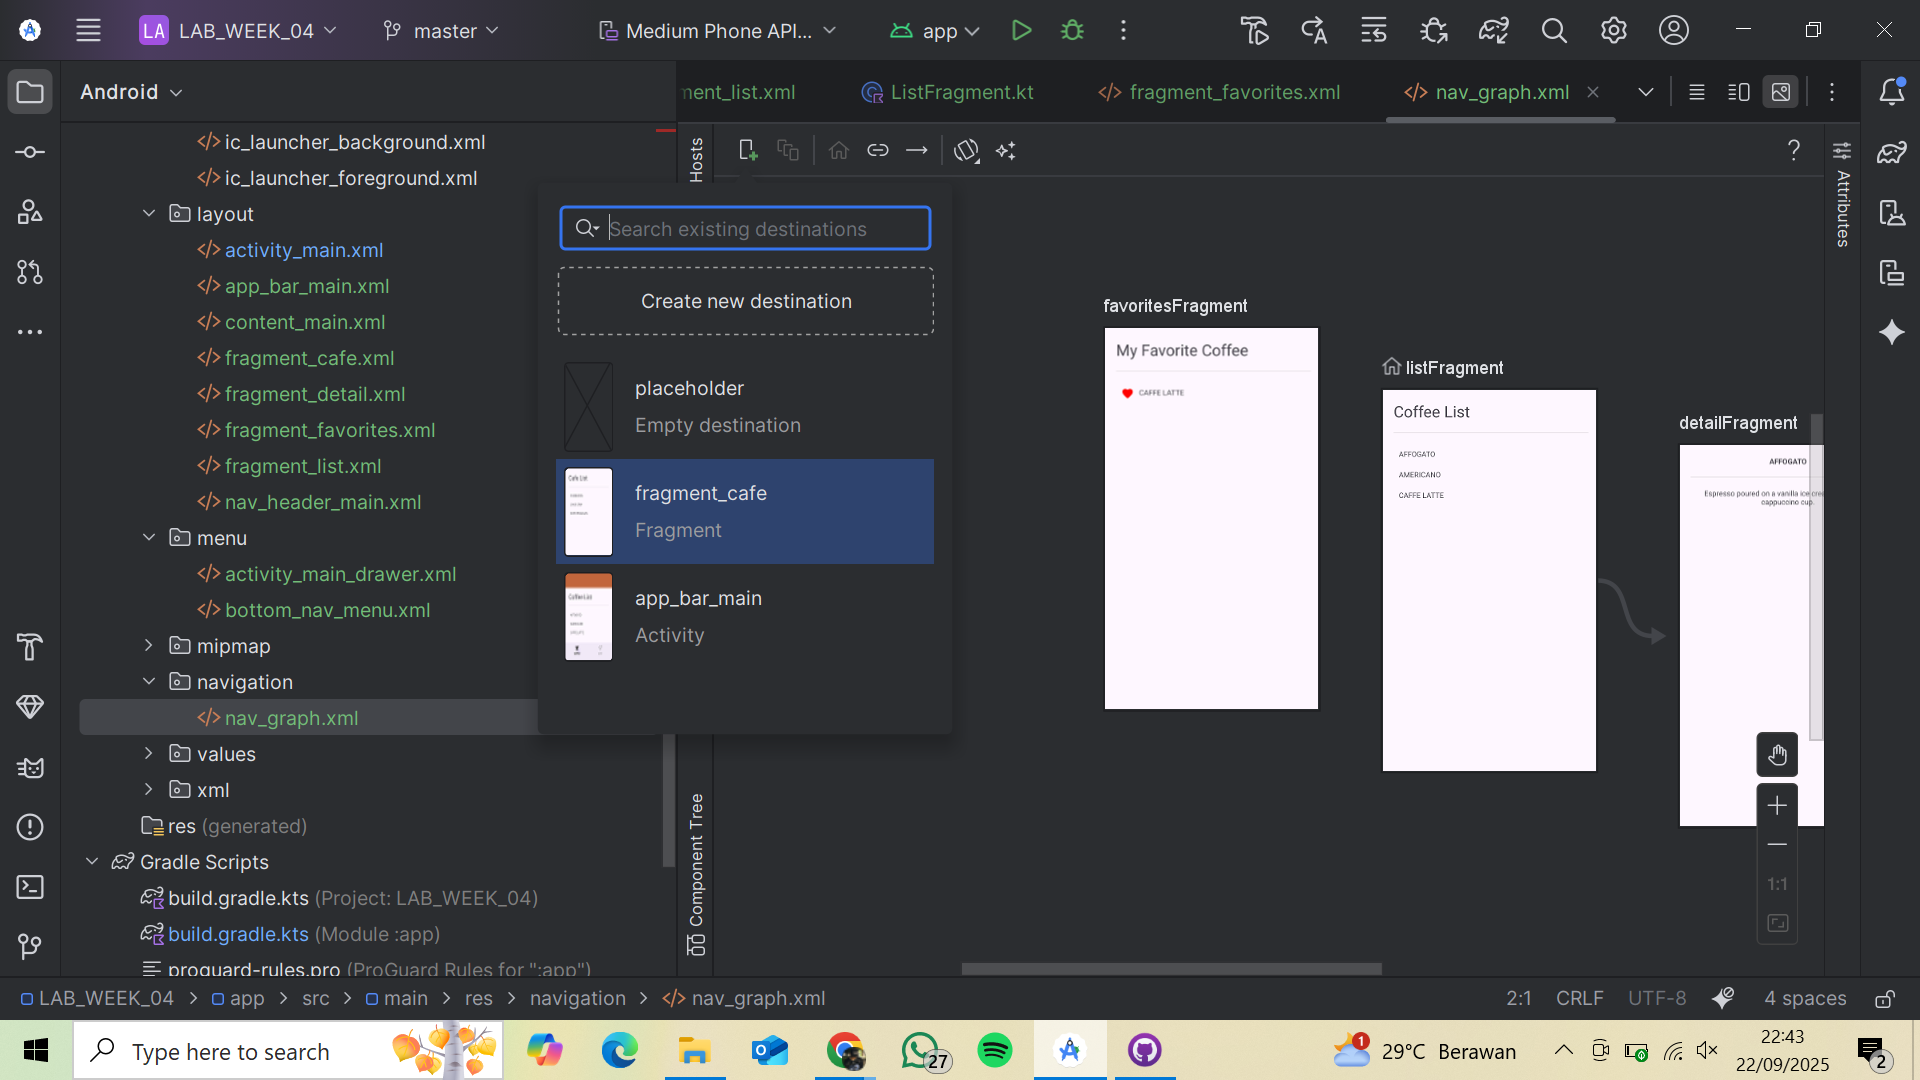 LA LAB_WEEK_04 master Medium Phone API... app
Android
ment_list.xml ListFragment.kt fragment_favorites.xml nav_graph.xml
ic_launcher_background.xml
ic_launcher_foreground.xml
layout
activity_main.xml
app_bar_main.xml
content_main.xml
fragment_cafe.xml
fragment_detail.xml
fragment_favorites.xml
fragment_list.xml
nav_header_main.xml
menu
activity_main_drawer.xml
bottom_nav_menu.xml
mipmap
navigation
nav_graph.xml
values
xml
res (generated)
Gradle Scripts
build.gradle.kts (Project: LAB_WEEK_04)
build.gradle.kts (Module :app)
proguard-rules.pro (ProGuard Rules for ":app")
Hosts
Component Tree
Search existing destinations
Create new destination
placeholder
Empty destination
fragment_cafe
Fragment
app_bar_main
Activity
favoritesFragment
My Favorite Coffee
CAFFE LATTE
listFragment
Coffee List
AFFOGATO
AMERICANO
CAFFE LATTE
detailFragment
AFFOGATO
Espresso poured on a vanilla ice
cappuccino cup.
?
Attributes
1:1
LAB_WEEK_04 > app > src > main > res > navigation > nav_graph.xml
2:1 CRLF UTF-8 4 spaces
Type here to search
27
1
29°C Berawan
22:43
22/09/2025
2